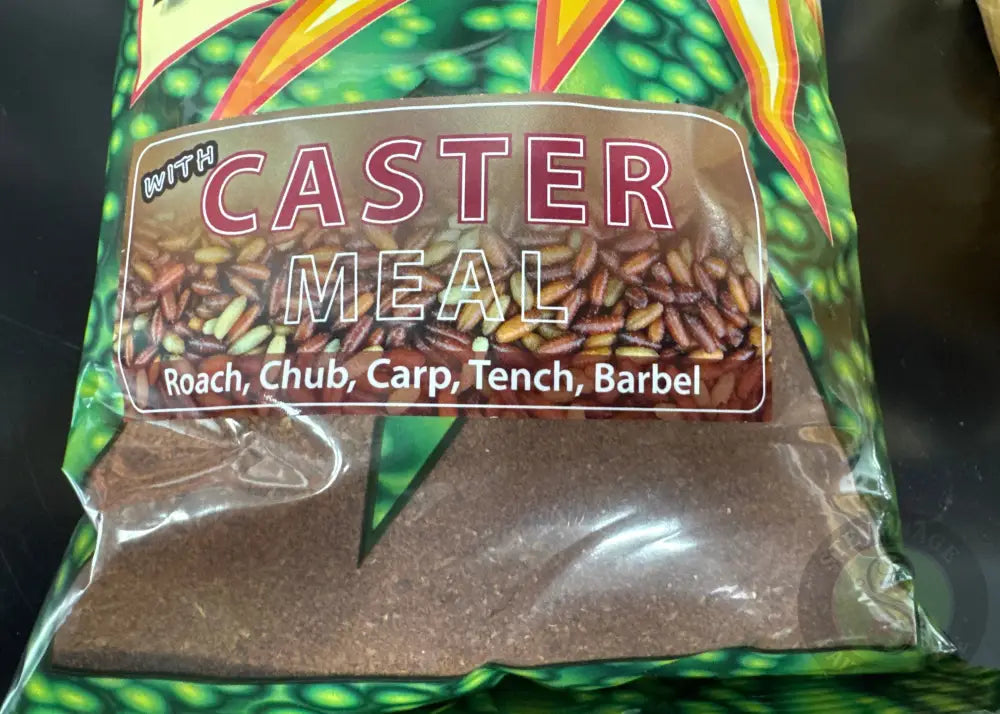 WITH
CASTER
MEAL
Roach, Chub, Carp, Tench, Barbel